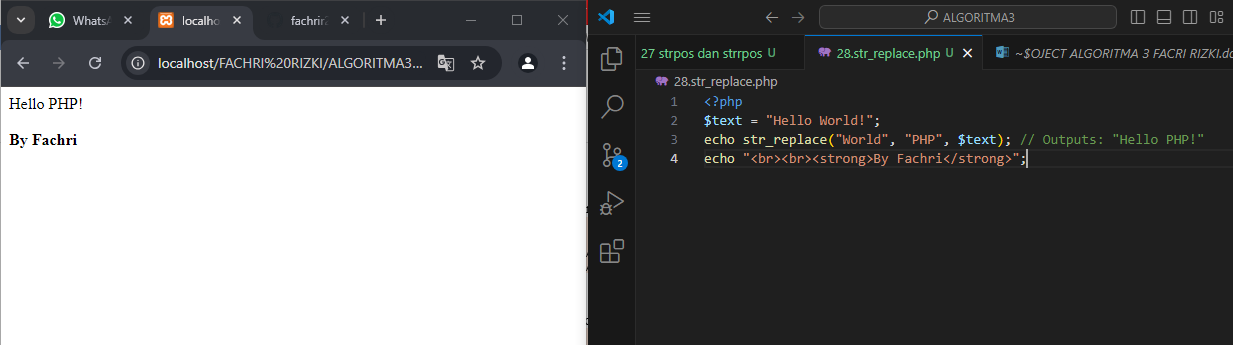 WhatsA
localho
fachriri
localhost/FACHRI%20RIZKI/ALGORITMA3...
Hello PHP!
By Fachri
ALGORITMA3
27 strpos dan strrpos U
28.str_replace.php U
~$OJECT ALGORITMA 3 FACRI RIZKI.do
28.str_replace.php
1 <?php
2 $text = "Hello World!";
3 echo str_replace("World", "PHP", $text); // Outputs: "Hello PHP!"
4 echo "<br><br><strong>By Fachri</strong>";
2